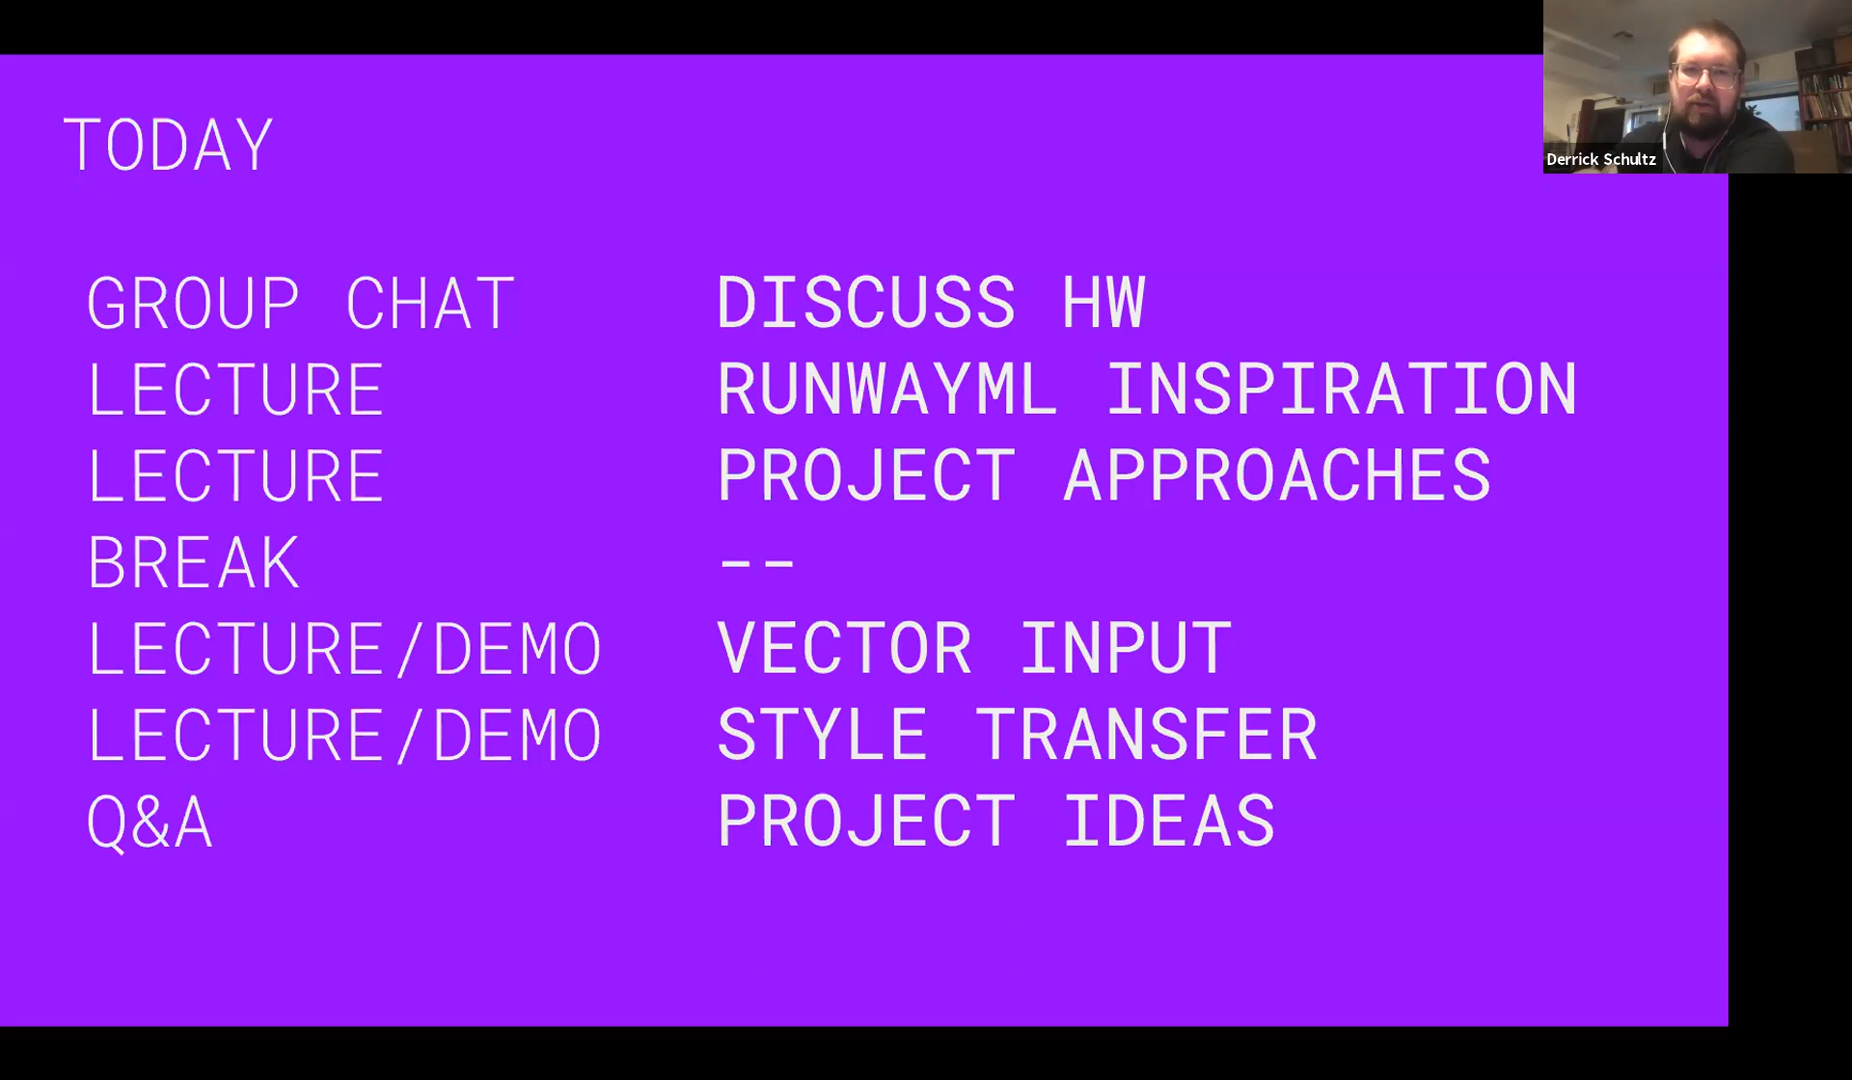 TODAY
GROUP CHAT DISCUSS HW
LECTURE RUNWAYML INSPIRATION
LECTURE PROJECT APPROACHES
BREAK --
LECTURE/DEMO VECTOR INPUT
LECTURE/DEMO STYLE TRANSFER
Q&A PROJECT IDEAS
Derrick Schultz